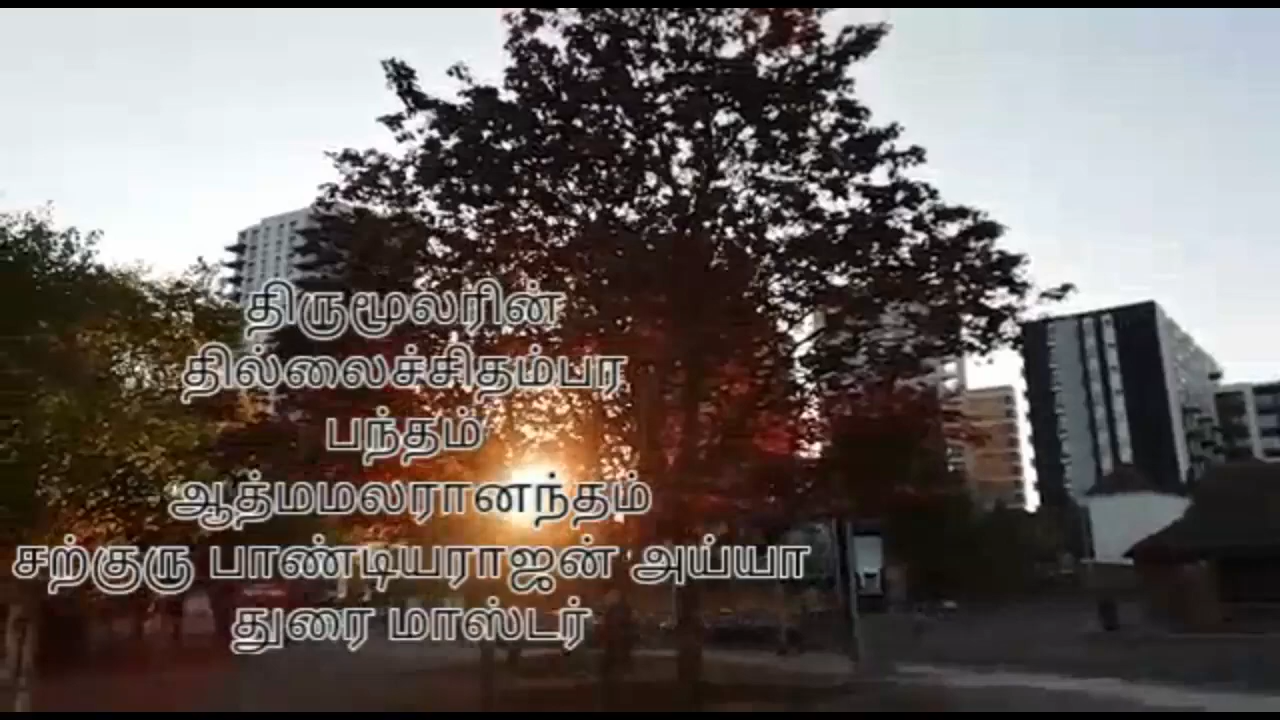 திருமூலரின்
தில்லைச்சிதம்பர
பந்தம்
ஆத்மமலரானந்தம்
சற்குரு பாண்டியராஜன் அய்யா
துரை மாஸ்டர்